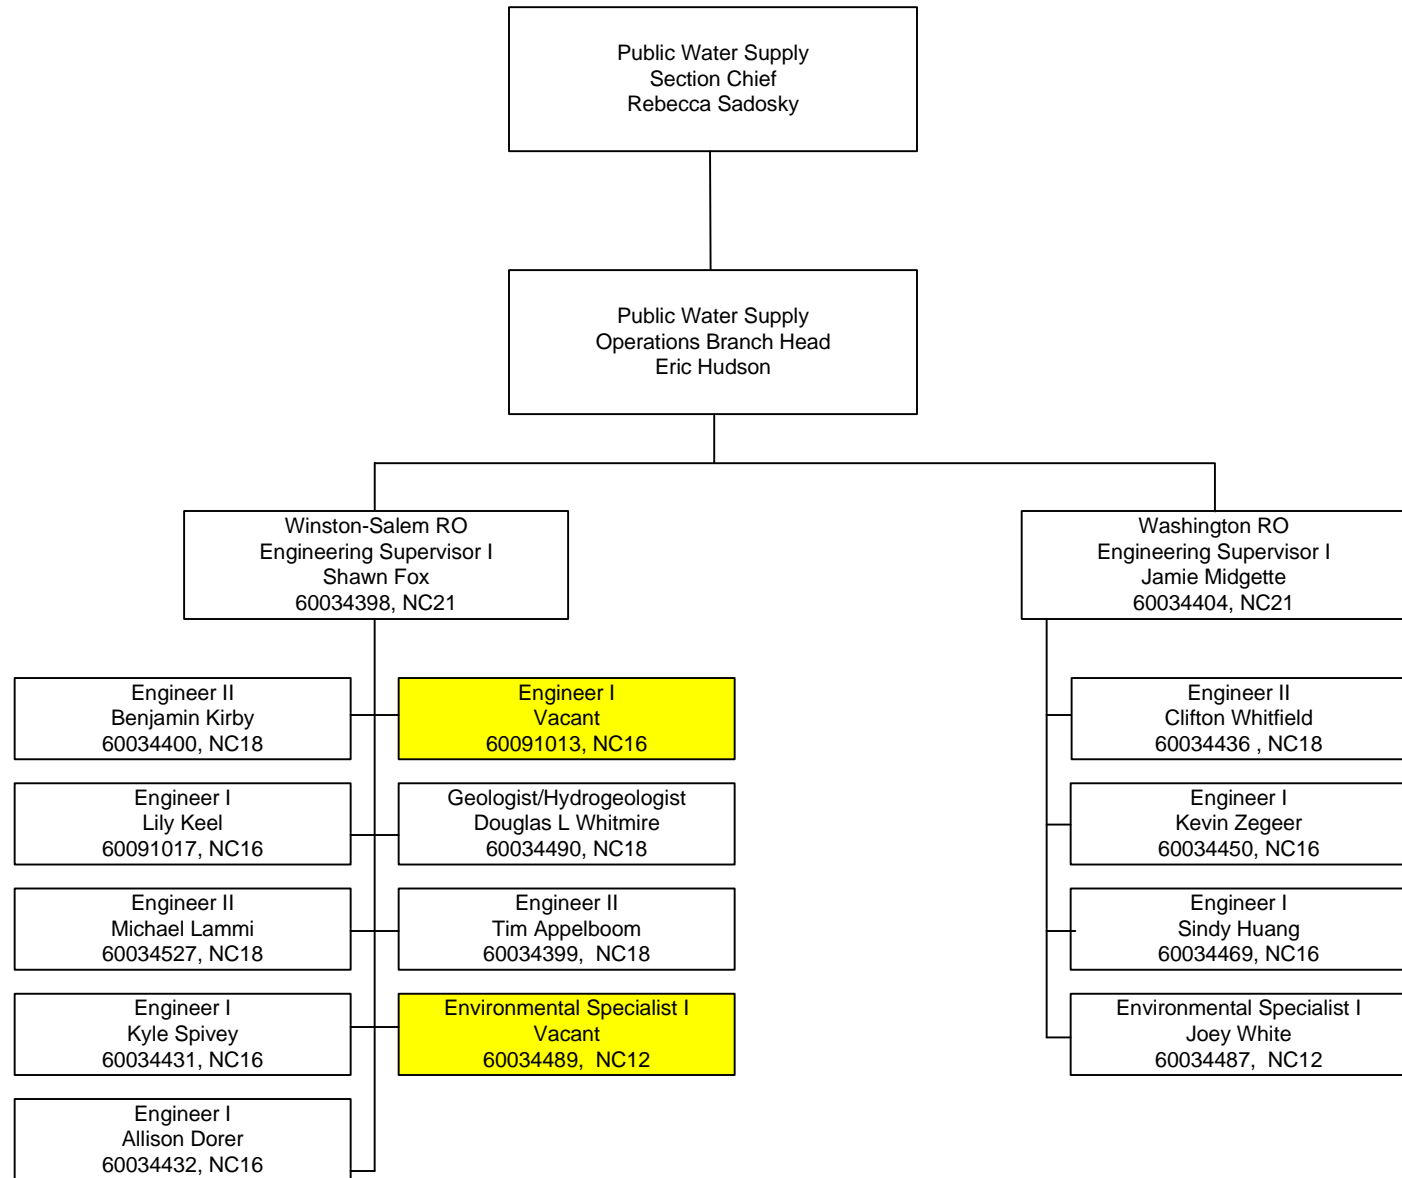 Public Water Supply
Section Chief
Rebecca Sadosky
Public Water Supply
Operations Branch Head
Eric Hudson
Winston-Salem RO
Engineering Supervisor I
Shawn Fox
60034398, NC21
Washington RO
Engineering Supervisor I
Jamie Midgette
60034404, NC21
Engineer II
Benjamin Kirby
60034400, NC18
Engineer I
Vacant
60091013, NC16
Engineer II
Clifton Whitfield
60034436 , NC18
Engineer I
Lily Keel
60091017, NC16
Geologist/Hydrogeologist
Douglas L Whitmire
60034490, NC18
Engineer I
Kevin Zegeer
60034450, NC16
Engineer II
Michael Lammi
60034527, NC18
Engineer II
Tim Appelboom
60034399,  NC18
Engineer I
Sindy Huang
60034469, NC16
Engineer I
Kyle Spivey
60034431, NC16
Environmental Specialist I
Vacant
60034489,  NC12
Environmental Specialist I
Joey White
60034487,  NC12
Engineer I
Allison Dorer
60034432, NC16